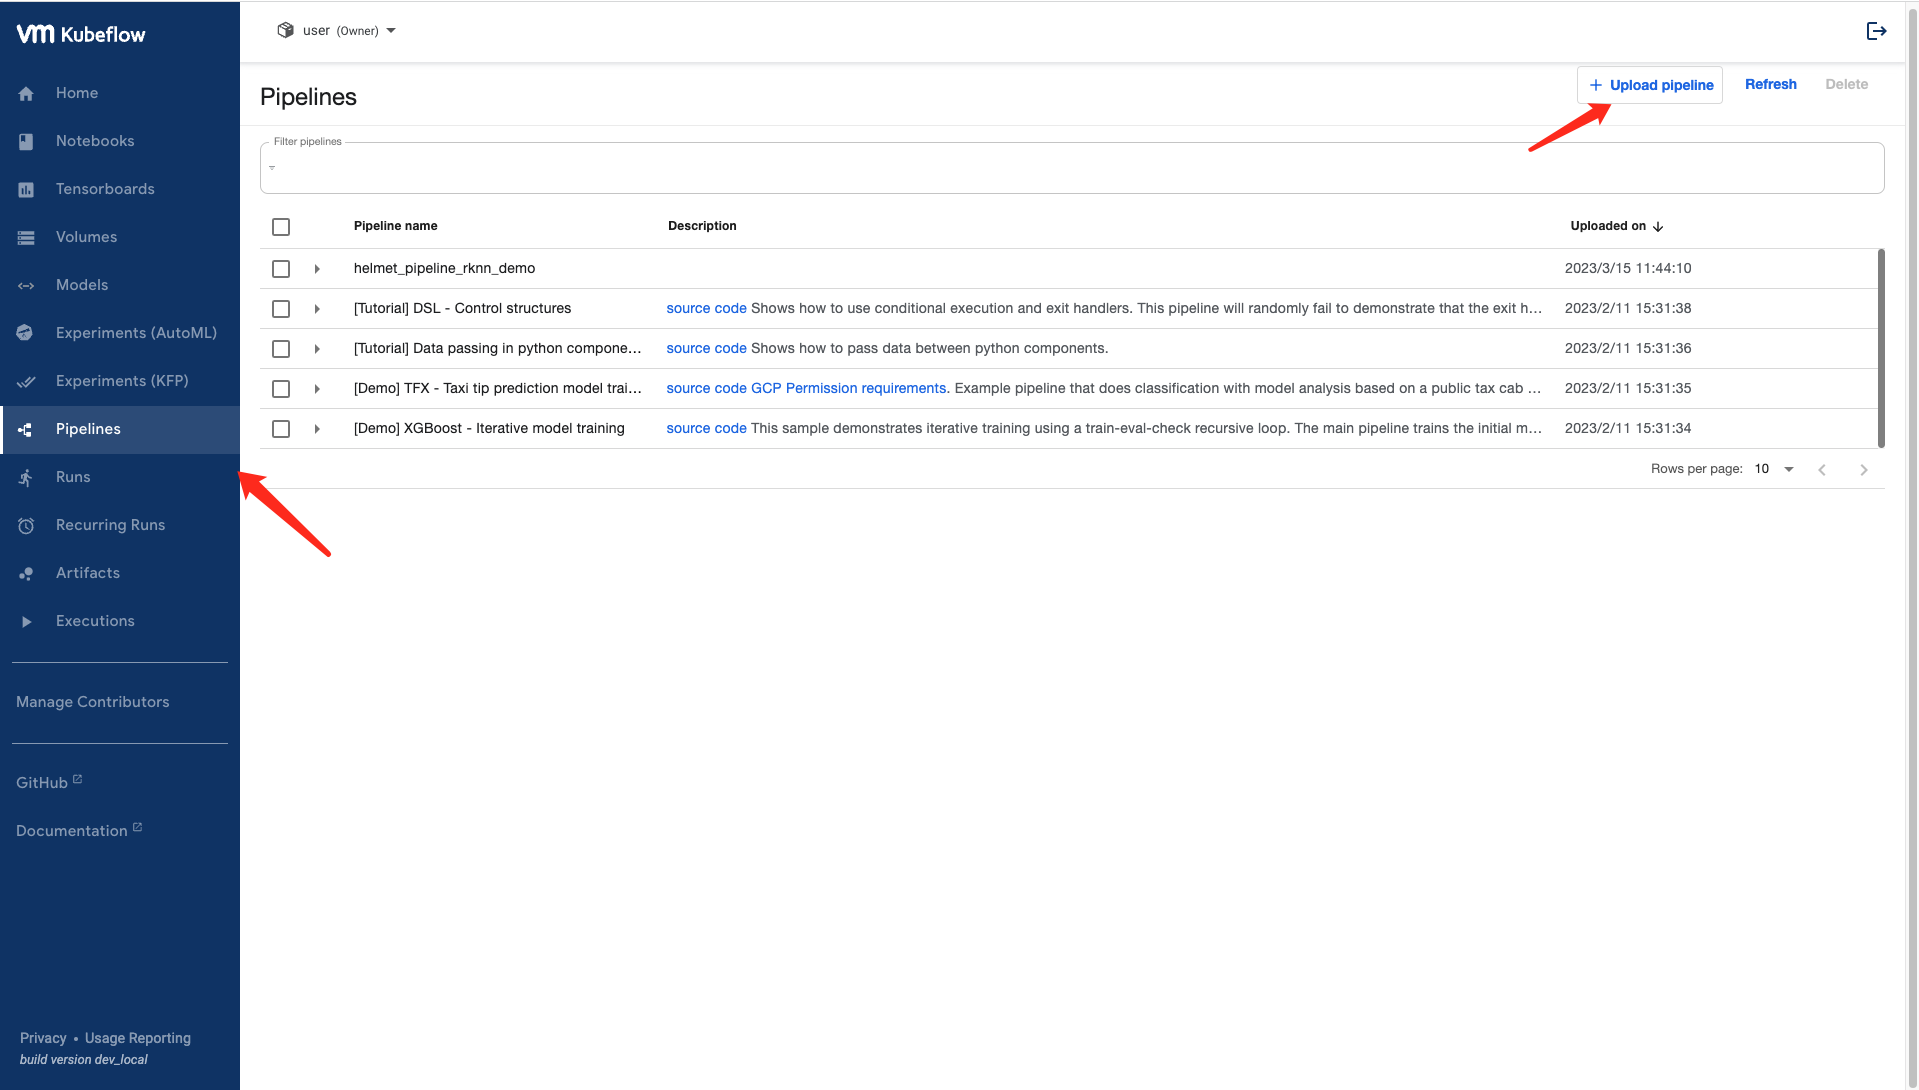 vm Kubeflow
Home
Notebooks
Tensorboards
Volumes
Models
Experiments (AutoML)
Experiments (KFP)
Pipelines
Runs
Recurring Runs
Artifacts
Executions
Manage Contributors
GitHub
Documentation
Privacy • Usage Reporting
build version dev_local
user (Owner)
Pipelines
+ Upload pipeline Refresh Delete
Filter pipelines
Pipeline name Description Uploaded on
helmet_pipeline_rknn_demo 2023/3/15 11:44:10
[Tutorial] DSL - Control structures source code Shows how to use conditional execution and exit handlers. This pipeline will randomly fail to demonstrate that the exit h... 2023/2/11 15:31:38
[Tutorial] Data passing in python compone... source code Shows how to pass data between python components. 2023/2/11 15:31:36
[Demo] TFX - Taxi tip prediction model trai... source code GCP Permission requirements. Example pipeline that does classification with model analysis based on a public tax cab ... 2023/2/11 15:31:35
[Demo] XGBoost - Iterative model training source code This sample demonstrates iterative training using a train-eval-check recursive loop. The main pipeline trains the initial m... 2023/2/11 15:31:34
Rows per page: 10